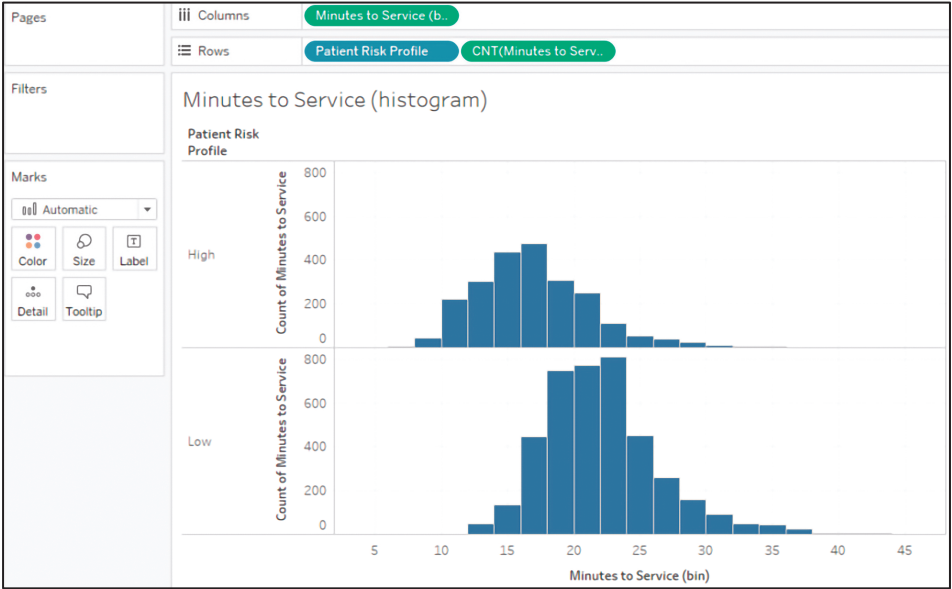 Pages
Columns
Minutes to Service (b..
Rows
Patient Risk Profile
CNT(Minutes to Serv..
Filters
Marks
Automatic
Color
Size
Label
Detail
Tooltip
Minutes to Service (histogram)
Patient Risk
Profile
High
Count of Minutes to Service
800
600
400
200
0
Low
Count of Minutes to Service
800
600
400
200
0
5 10 15 20 25 30 35 40 45
Minutes to Service (bin)